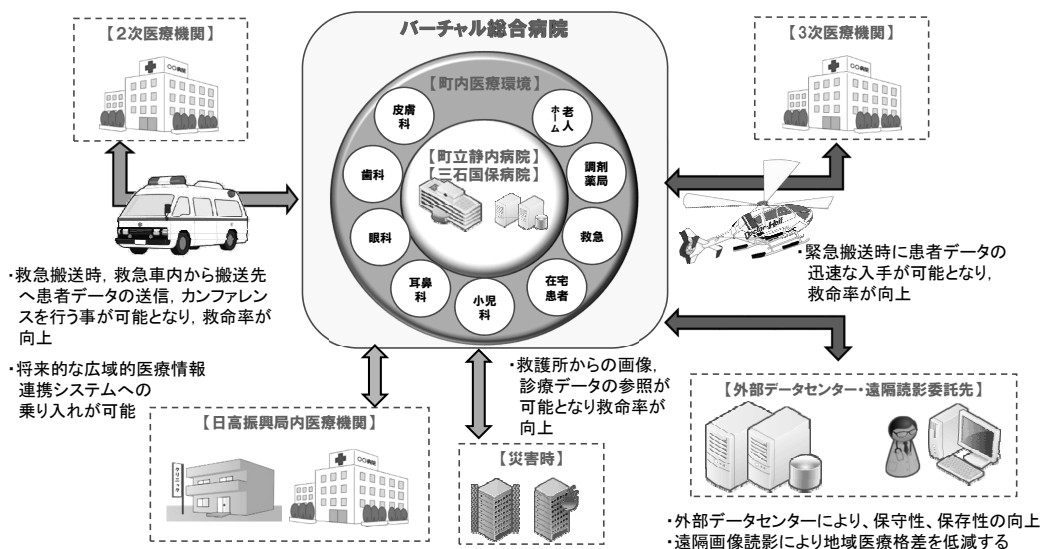 バーチャル総合病院
【2次医療機関】
○○病院
【3次医療機関】
○○病院
【町内医療環境】
皮膚
科
老人
ホーム
歯科
【町立静内病院】
【三石国保病院】
調剤
薬局
眼科
救急
耳鼻
科
小児
科
在宅
患者
・救急搬送時，救急車内から搬送先
へ患者データの送信，カンファレン
スを行う事が可能となり，救命率が
向上
・将来的な広域的医療情報
連携システムへの
乗り入れが可能
Doctor-Heli
・緊急搬送時に患者データの
迅速な入手が可能となり，
救命率が向上
・救護所からの画像，
診療データの参照が
可能となり救命率が
向上
【日高振興局内医療機関】
クリニック
○○病院
【災害時】
【外部データセンター・遠隔読影委託先】
・外部データセンターにより、保守性、保存性の向上
・遠隔画像読影により地域医療格差を低減する